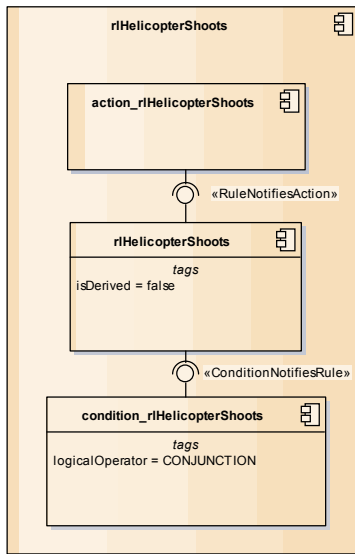 rlHelicopterShoots
action_rlHelicopterShoots
«RuleNotifiesAction»
rlHelicopterShoots
tags
isDerived = false
«ConditionNotifiesRule»
condition_rlHelicopterShoots
tags
logicalOperator = CONJUNCTION